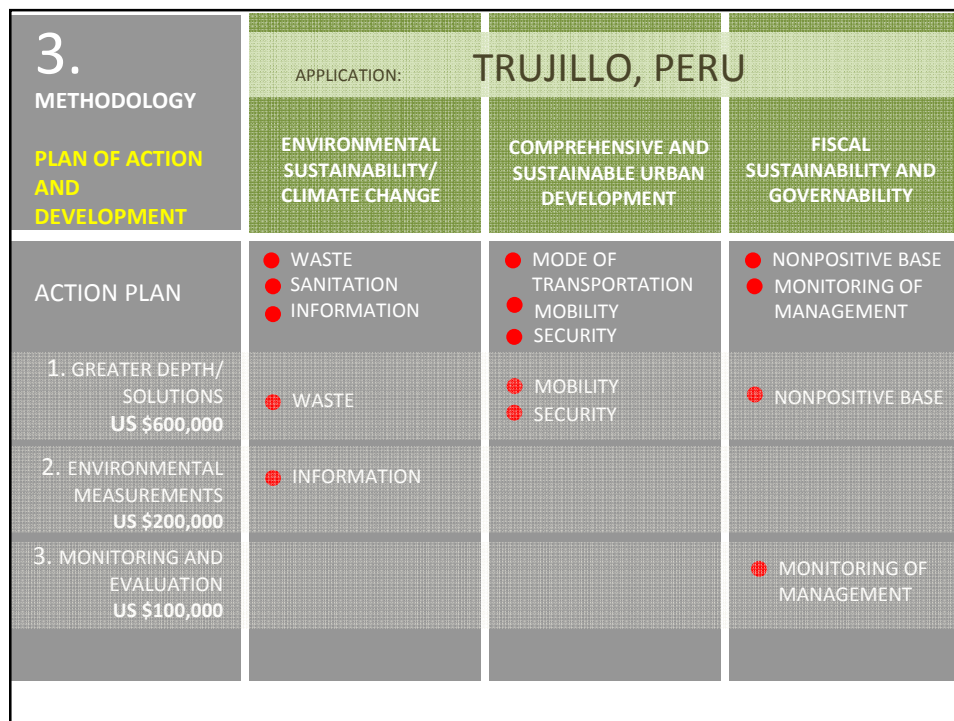 3.
METHODOLOGY
PLAN OF ACTION
AND
DEVELOPMENT
APPLICATION: TRUJILLO, PERU
ENVIRONMENTAL
SUSTAINABILITY/
CLIMATE CHANGE
COMPREHENSIVE AND
SUSTAINABLE URBAN
DEVELOPMENT
FISCAL
SUSTAINABILITY AND
GOVERNABILITY
ACTION PLAN
WASTE
SANITATION
INFORMATION
MODE OF
TRANSPORTATION
MOBILITY
SECURITY
NONPOSITIVE BASE
MONITORING OF
MANAGEMENT
1. GREATER DEPTH/
SOLUTIONS
US $600,000
WASTE
MOBILITY
SECURITY
NONPOSITIVE BASE
2. ENVIRONMENTAL
MEASUREMENTS
US $200,000
INFORMATION
3. MONITORING AND
EVALUATION
US $100,000
MONITORING OF
MANAGEMENT